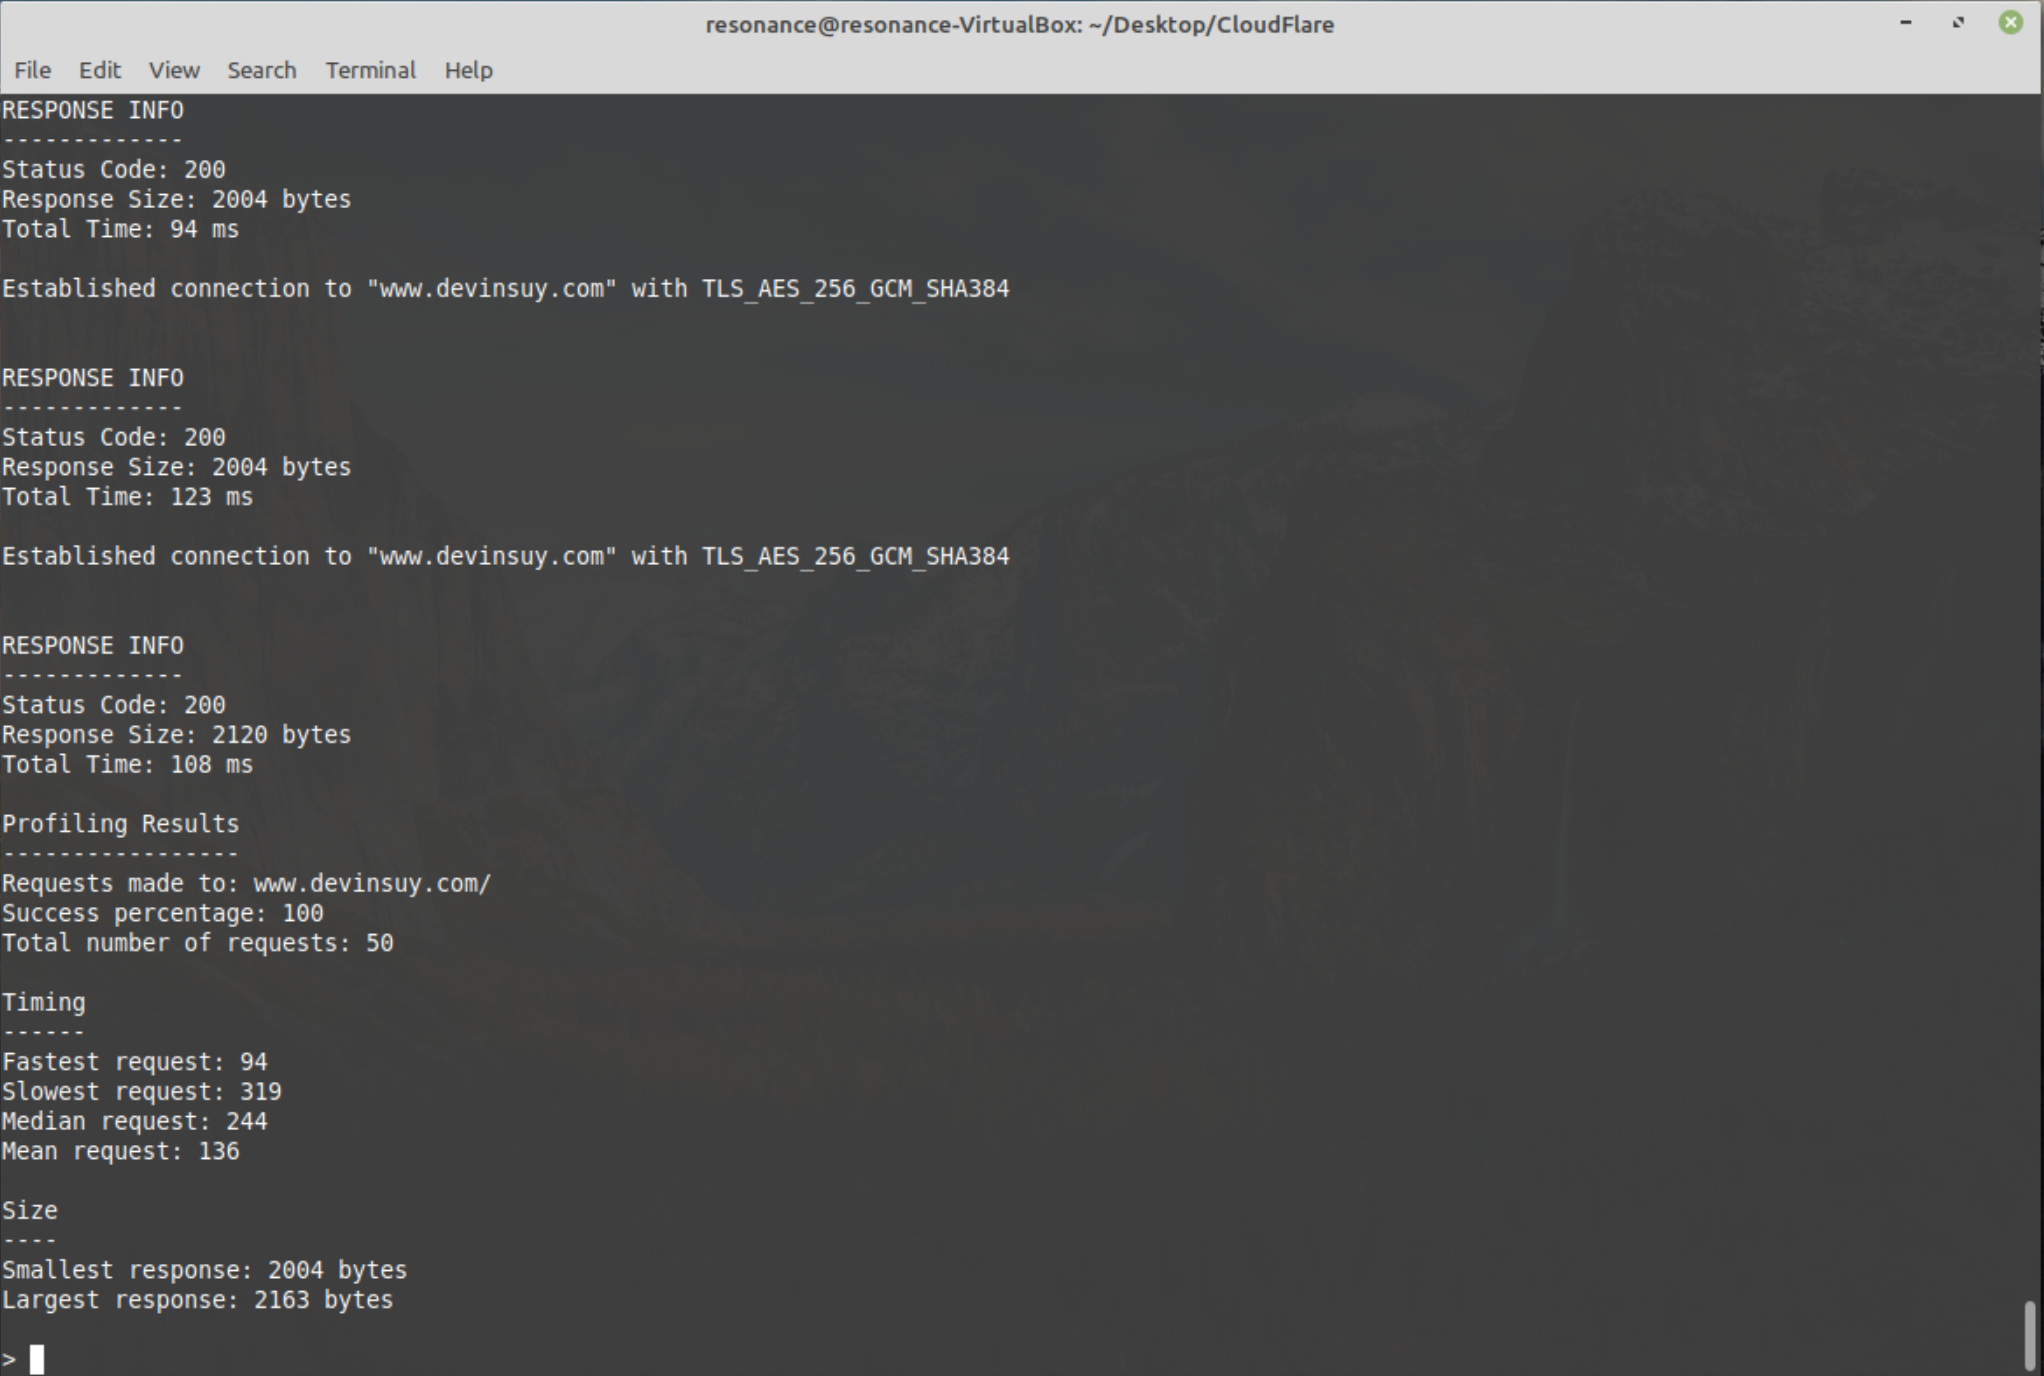 resonance@resonance-VirtualBox: ~/Desktop/CloudFlare
File Edit View Search Terminal Help
RESPONSE INFO
-------------
Status Code: 200
Response Size: 2004 bytes
Total Time: 94 ms
Established connection to "www.devinsuy.com" with TLS_AES_256_GCM_SHA384
RESPONSE INFO
-------------
Status Code: 200
Response Size: 2004 bytes
Total Time: 123 ms
Established connection to "www.devinsuy.com" with TLS_AES_256_GCM_SHA384
RESPONSE INFO
-------------
Status Code: 200
Response Size: 2120 bytes
Total Time: 108 ms
Profiling Results
-----------------
Requests made to: www.devinsuy.com/
Success percentage: 100
Total number of requests: 50
Timing
------
Fastest request: 94
Slowest request: 319
Median request: 244
Mean request: 136
Size
----
Smallest response: 2004 bytes
Largest response: 2163 bytes
>